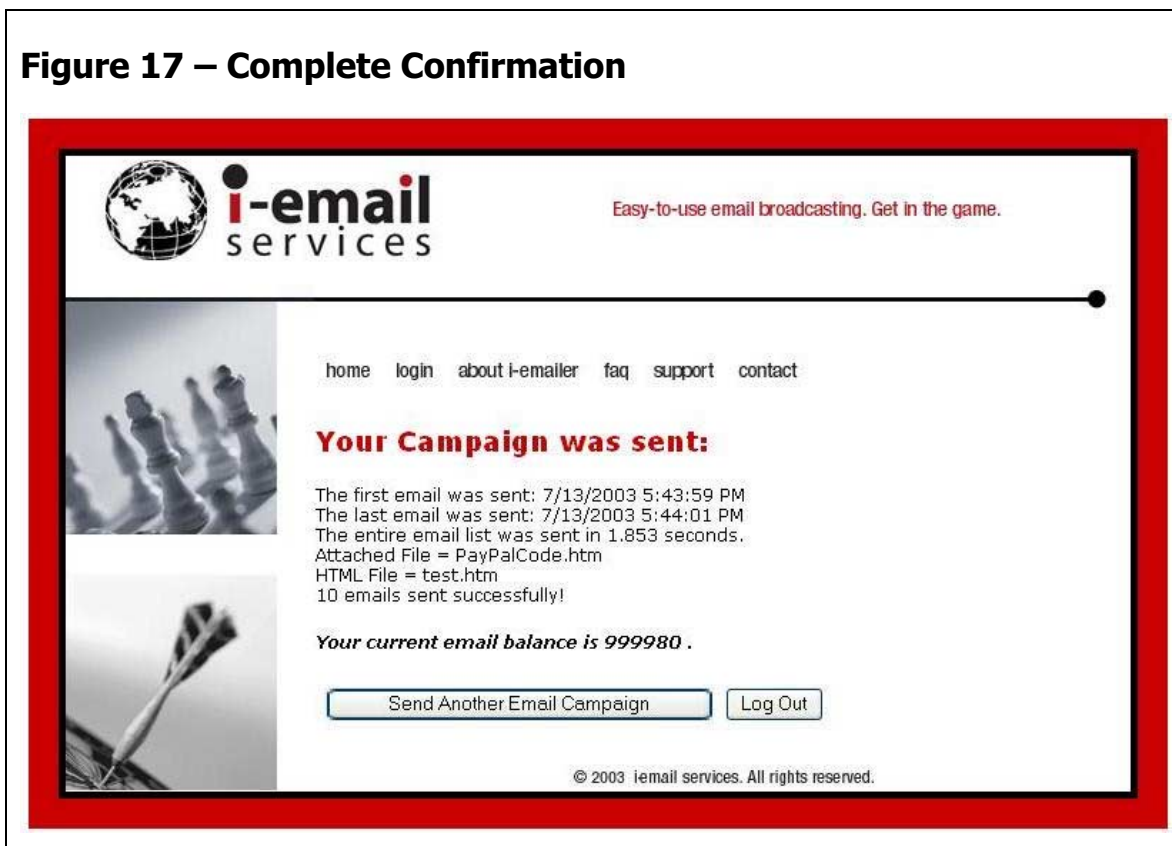 Figure 17 – Complete Confirmation
i-email
services
Easy-to-use email broadcasting. Get in the game.
home login about i-emailer faq support contact
Your Campaign was sent:
The first email was sent: 7/13/2003 5:43:59 PM
The last email was sent: 7/13/2003 5:44:01 PM
The entire email list was sent in 1.853 seconds.
Attached File = PayPalCode.htm
HTML File = test.htm
10 emails sent successfully!
Your current email balance is 999980 .
Send Another Email Campaign Log Out
© 2003 iemail services. All rights reserved.